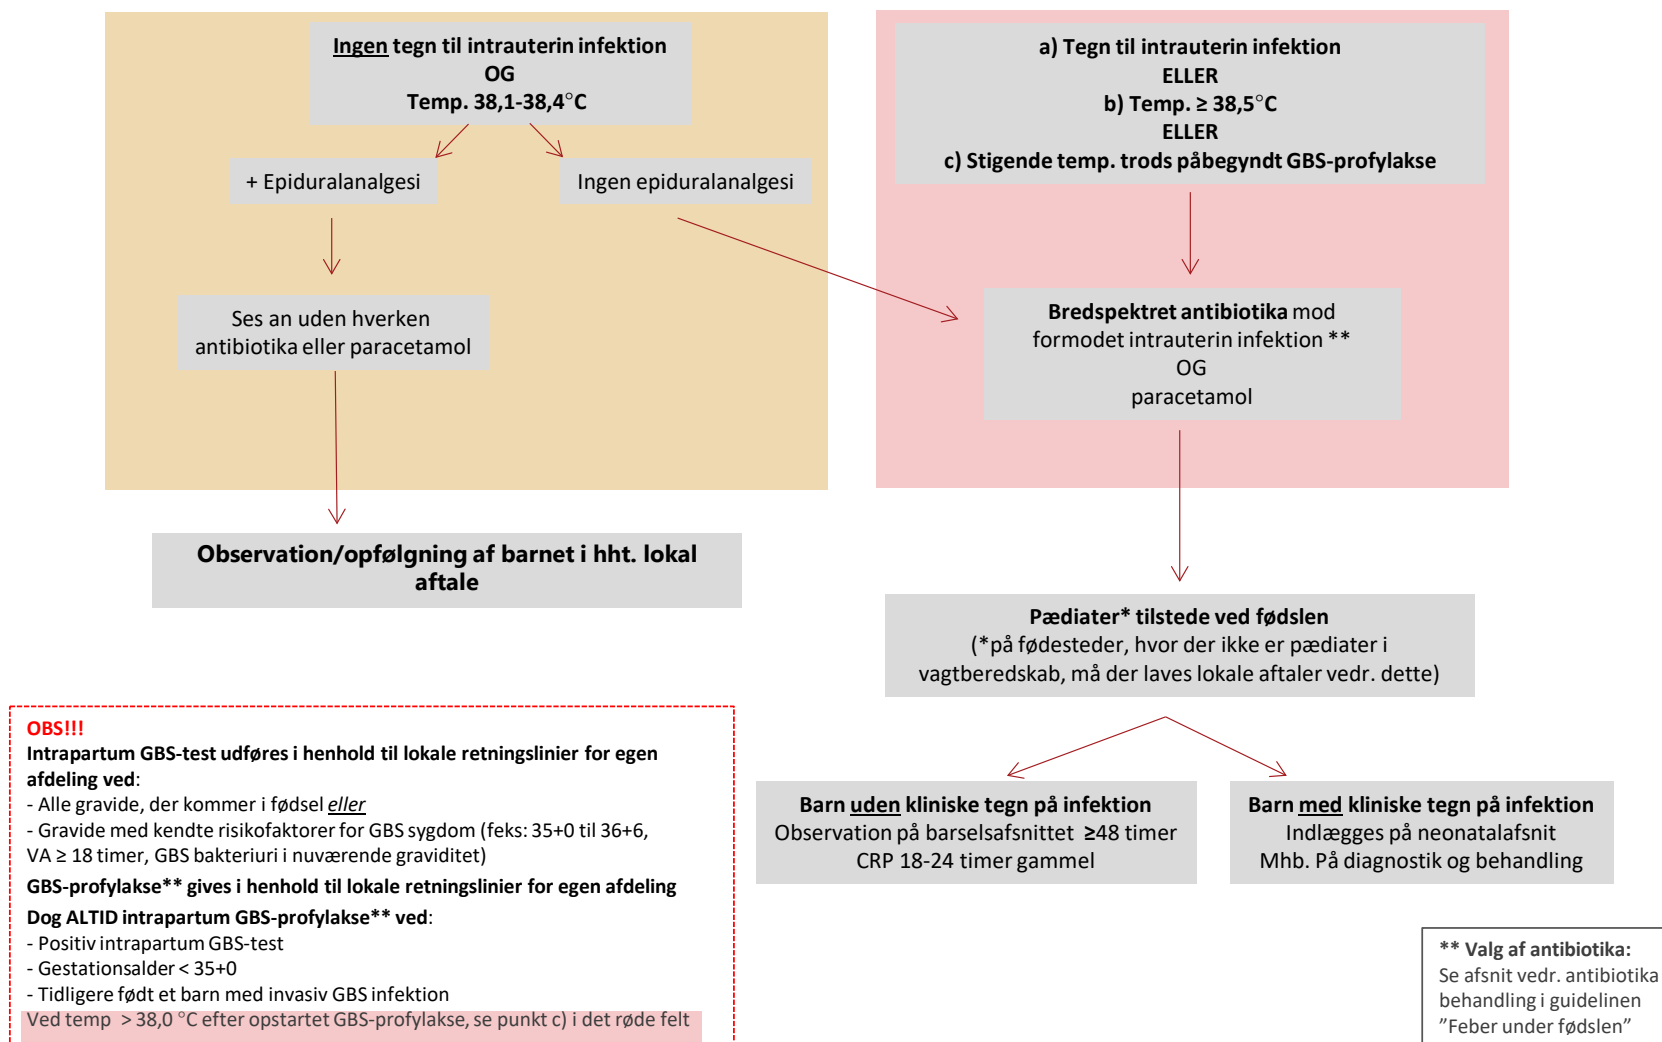 Ingen tegn til intrauterin infektion
OG
Temp. 38,1-38,4°C
+ Epiduralanalgesi
Ingen epiduralanalgesi
Ses an uden hverken
antibiotika eller paracetamol
Observation/opfølgning af barnet i hht. lokal
aftale
a) Tegn til intrauterin infektion
ELLER
b) Temp. ≥ 38,5°C
ELLER
c) Stigende temp. trods påbegyndt GBS-profylakse
Bredspektret antibiotika mod
formodet intrauterin infektion **
OG
paracetamol
Pædiater* tilstede ved fødslen
(*på fødesteder, hvor der ikke er pædiater i
vagtberedskab, må der laves lokale aftaler vedr. dette)
Barn uden kliniske tegn på infektion
Observation på barselsafsnittet ≥48 timer
CRP 18-24 timer gammel
Barn med kliniske tegn på infektion
Indlægges på neonatalafsnit
Mhb. På diagnostik og behandling
OBS!!!
Intrapartum GBS-test udføres i henhold til lokale retningslinier for egen
afdeling ved:
- Alle gravide, der kommer i fødsel eller
- Gravide med kendte risikofaktorer for GBS sygdom (feks: 35+0 til 36+6,
VA ≥ 18 timer, GBS bakteriuri i nuværende graviditet)
GBS-profylakse** gives i henhold til lokale retningslinier for egen afdeling
Dog ALTID intrapartum GBS-profylakse** ved:
- Positiv intrapartum GBS-test
- Gestationsalder < 35+0
- Tidligere født et barn med invasiv GBS infektion
Ved temp > 38,0 °C efter opstartet GBS-profylakse, se punkt c) i det røde felt
** Valg af antibiotika:
Se afsnit vedr. antibiotika
behandling i guidelinen
”Feber under fødslen”